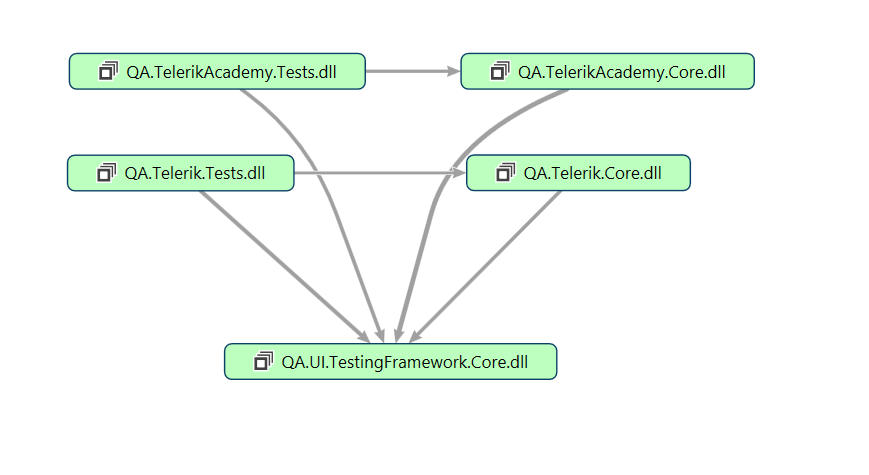 QA.TelerikAcademy.Tests.dll
QA.TelerikAcademy.Core.dll
QA.Telerik.Tests.dll
QA.Telerik.Core.dll
QA.UI.TestingFramework.Core.dll